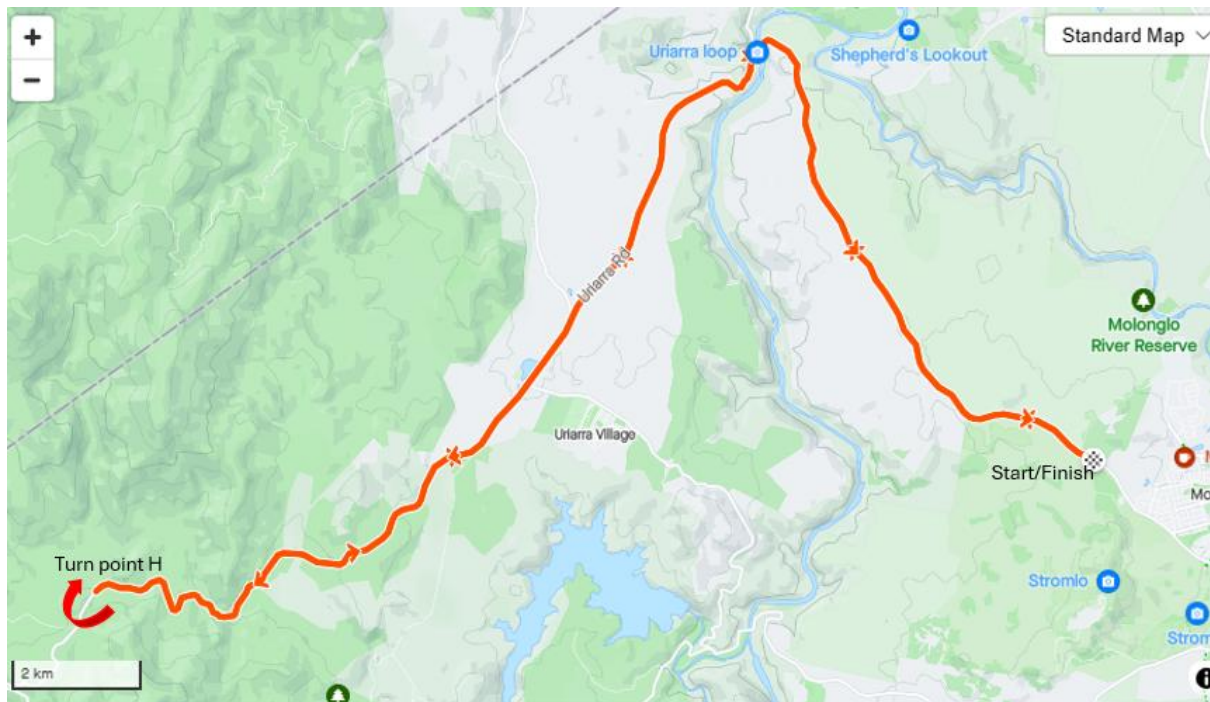 +
Standard Map
−
Uriarra loop
Shepherd's Lookout
Uriarra Rd
Molonglo
River Reserve
Uriarra Village
Start/Finish
Turn point H
Stromlo
2 km